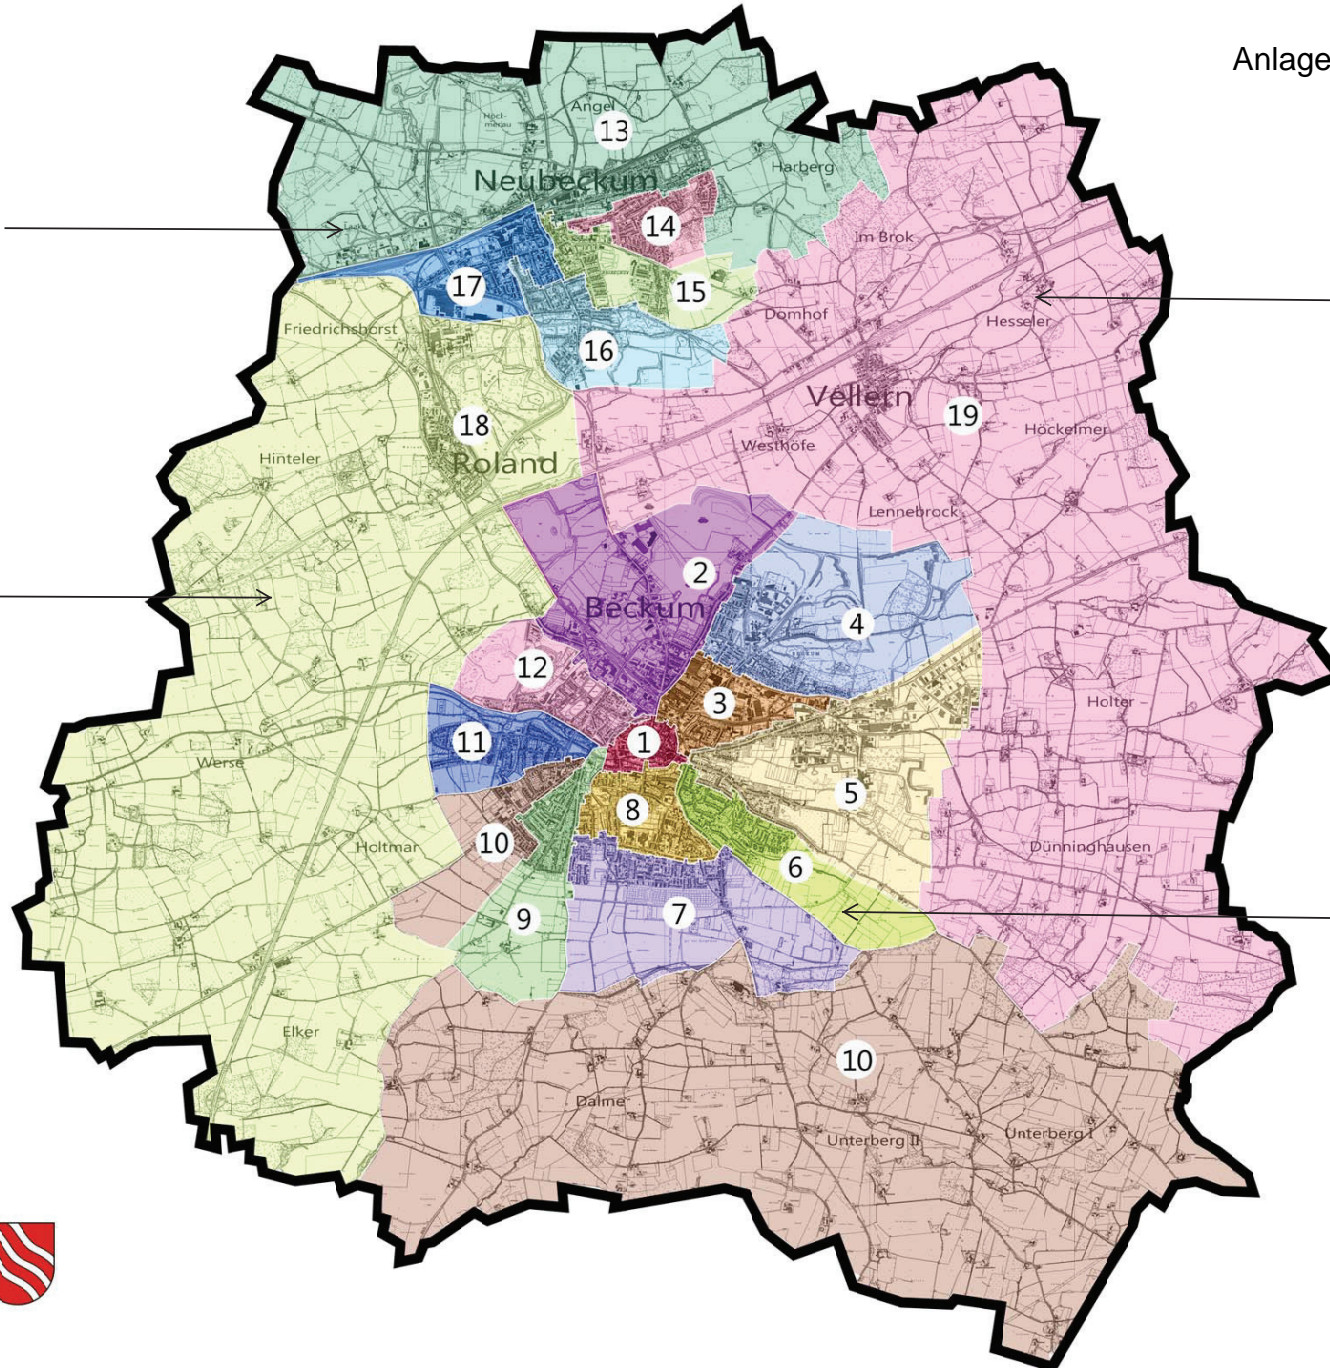 Anlage
Angel
13
Neubeckum
Harberg
14
Im Brok
17
15
Domhof
Hesseler
Friedrichshorst
16
Vellern
19
18
Höckelmer
Westhöfe
Hinteler
Roland
Lennebrock
2
Beckum
4
12
3
Holter
1
11
Werse
5
8
10
Holtmar
Dünninghausen
6
7
9
Elker
10
Dalmer
Unterberg II
Unterberg I